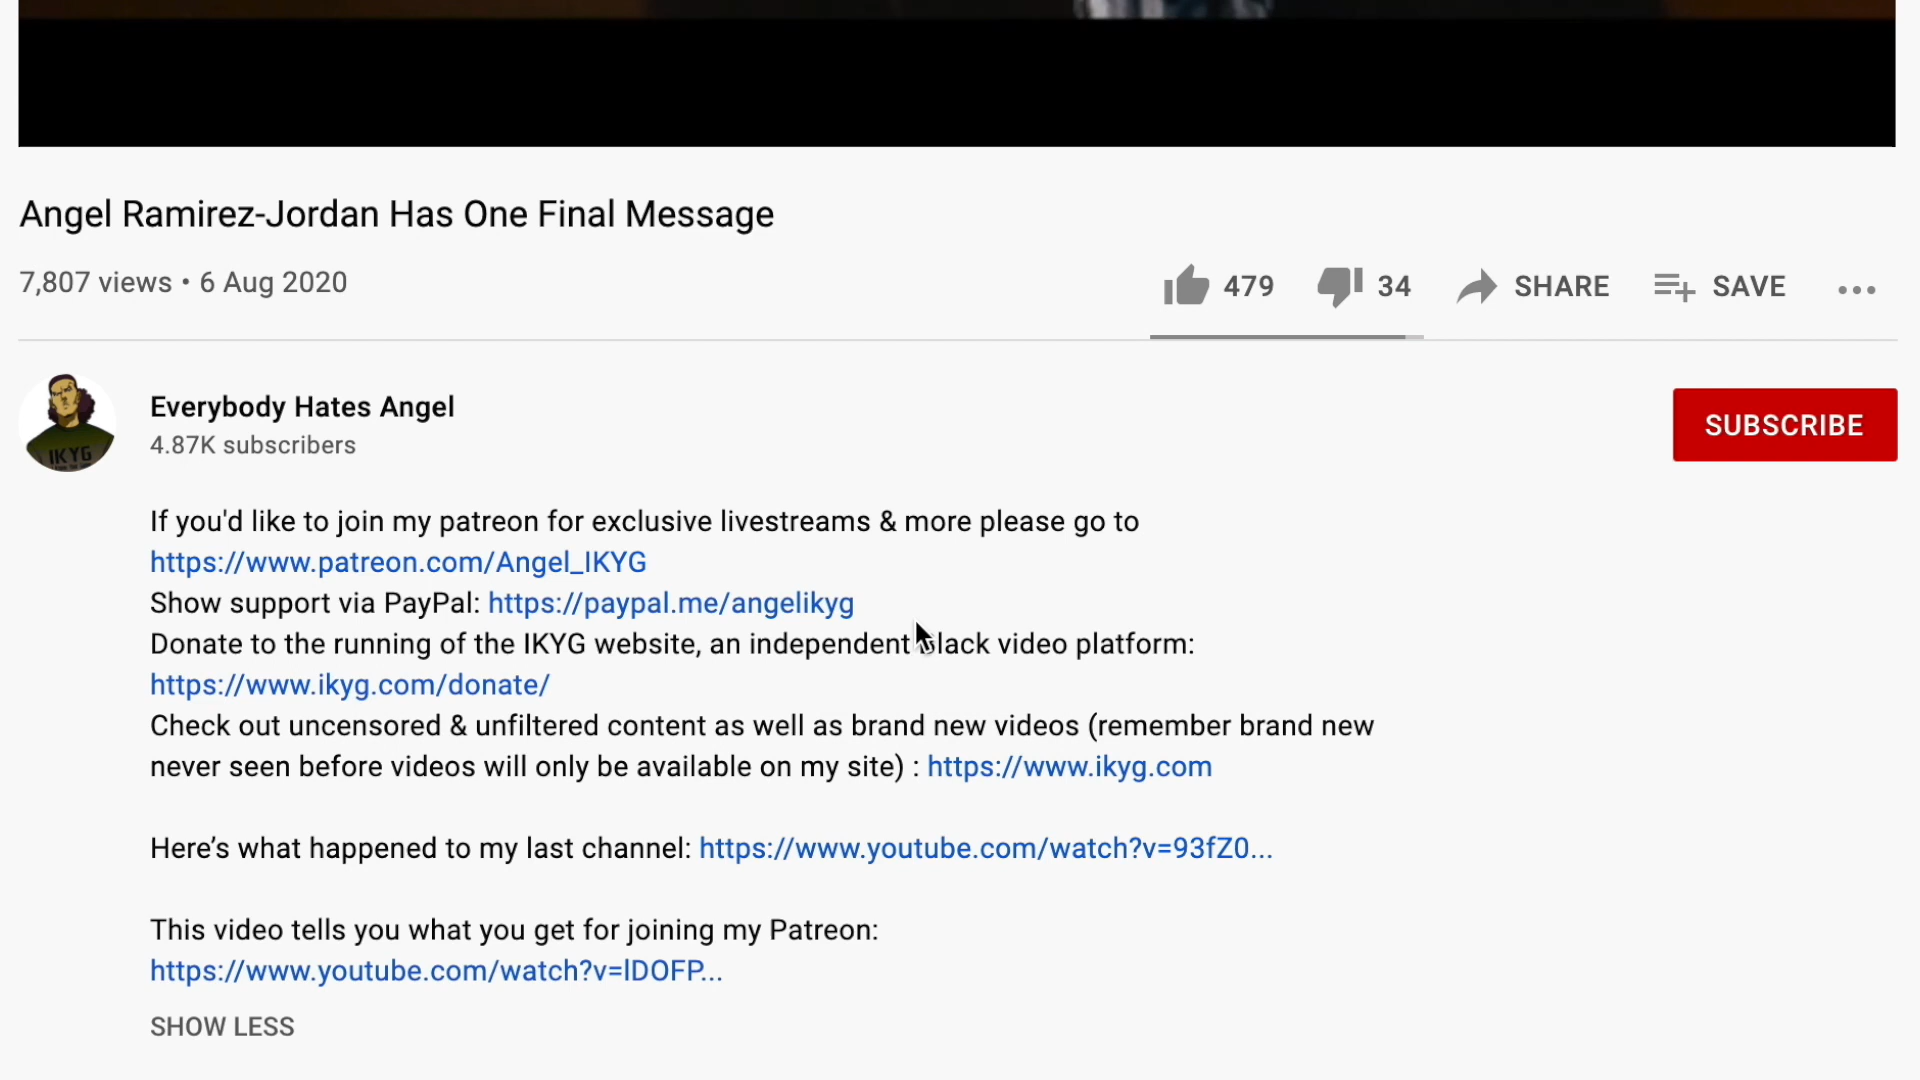 Angel Ramirez-Jordan Has One Final Message
7,807 views • 6 Aug 2020
479 34 SHARE SAVE
Everybody Hates Angel
4.87K subscribers
SUBSCRIBE
IKYG
If you'd like to join my patreon for exclusive livestreams & more please go to
https://www.patreon.com/Angel_IKYG
Show support via PayPal: https://paypal.me/angelikyg
Donate to the running of the IKYG website, an independent black video platform:
https://www.ikyg.com/donate/
Check out uncensored & unfiltered content as well as brand new videos (remember brand new
never seen before videos will only be available on my site) : https://www.ikyg.com
Here’s what happened to my last channel: https://www.youtube.com/watch?v=93fZ0...
This video tells you what you get for joining my Patreon:
https://www.youtube.com/watch?v=lDOFP...
SHOW LESS